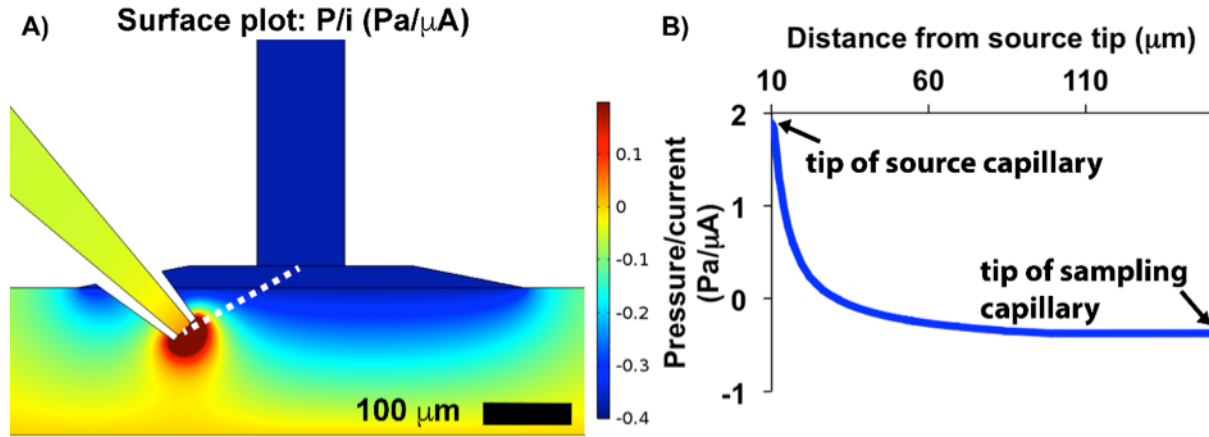 A)
Surface plot: P/i (Pa/μA)
0.1
0
-0.1
-0.2
-0.3
-0.4
100 μm
B)
Distance from source tip (μm)
10 60 110
2
1
0
-1
Pressure/current
(Pa/μA)
tip of source capillary
tip of sampling
capillary